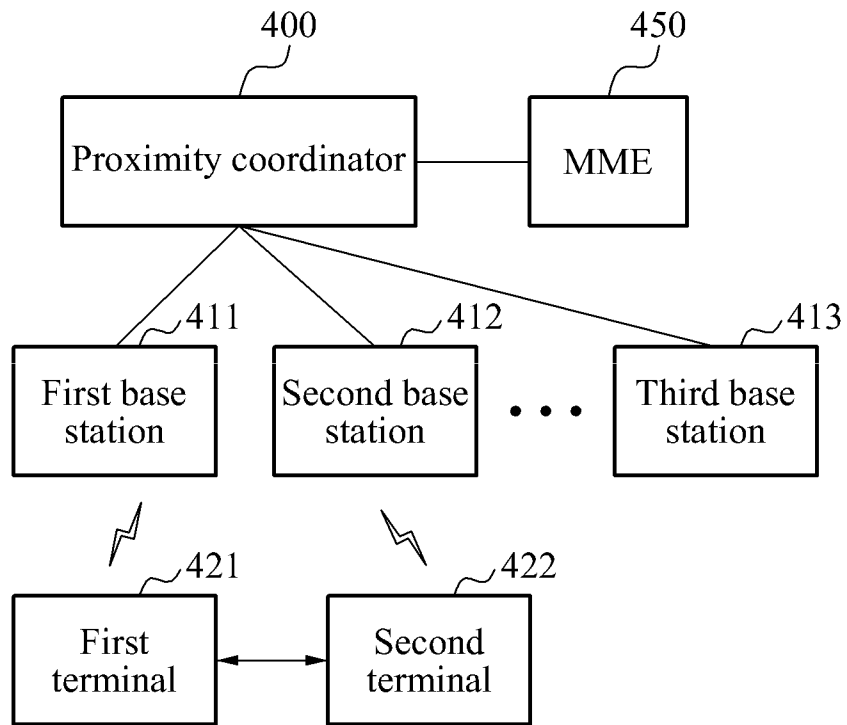 400
450
Proximity coordinator
MME
411
412
413
First base
station
Second base
station
Third base
station
421
422
First
terminal
Second
terminal